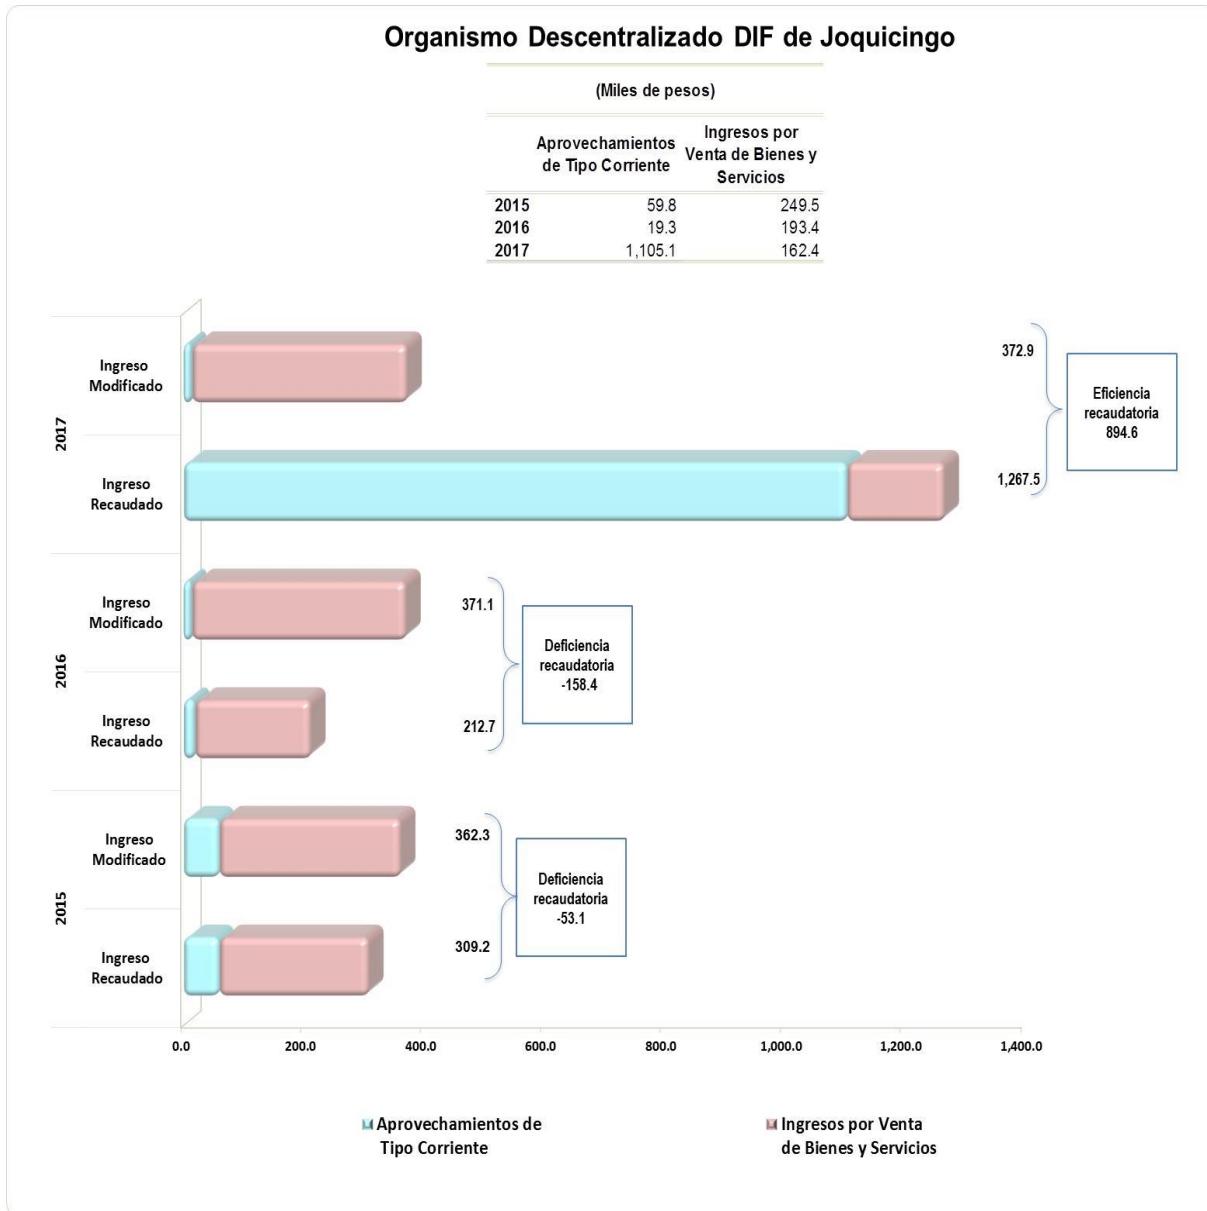 Organismo Descentralizado DIF de Joquicingo
(Miles de pesos)
Aprovechamientos de Tipo Corriente
Ingresos por Venta de Bienes y Servicios
2015 59.8 249.5
2016 19.3 193.4
2017 1,105.1 162.4
2017
Ingreso
Modificado
372.9
Ingreso
Recaudado
1,267.5
Eficiencia
recaudatoria
894.6
2016
Ingreso
Modificado
371.1
Ingreso
Recaudado
212.7
Deficiencia
recaudatoria
-158.4
2015
Ingreso
Modificado
362.3
Ingreso
Recaudado
309.2
Deficiencia
recaudatoria
-53.1
0.0 200.0 400.0 600.0 800.0 1,000.0 1,200.0 1,400.0
Aprovechamientos de
Tipo Corriente
Ingresos por Venta
de Bienes y Servicios